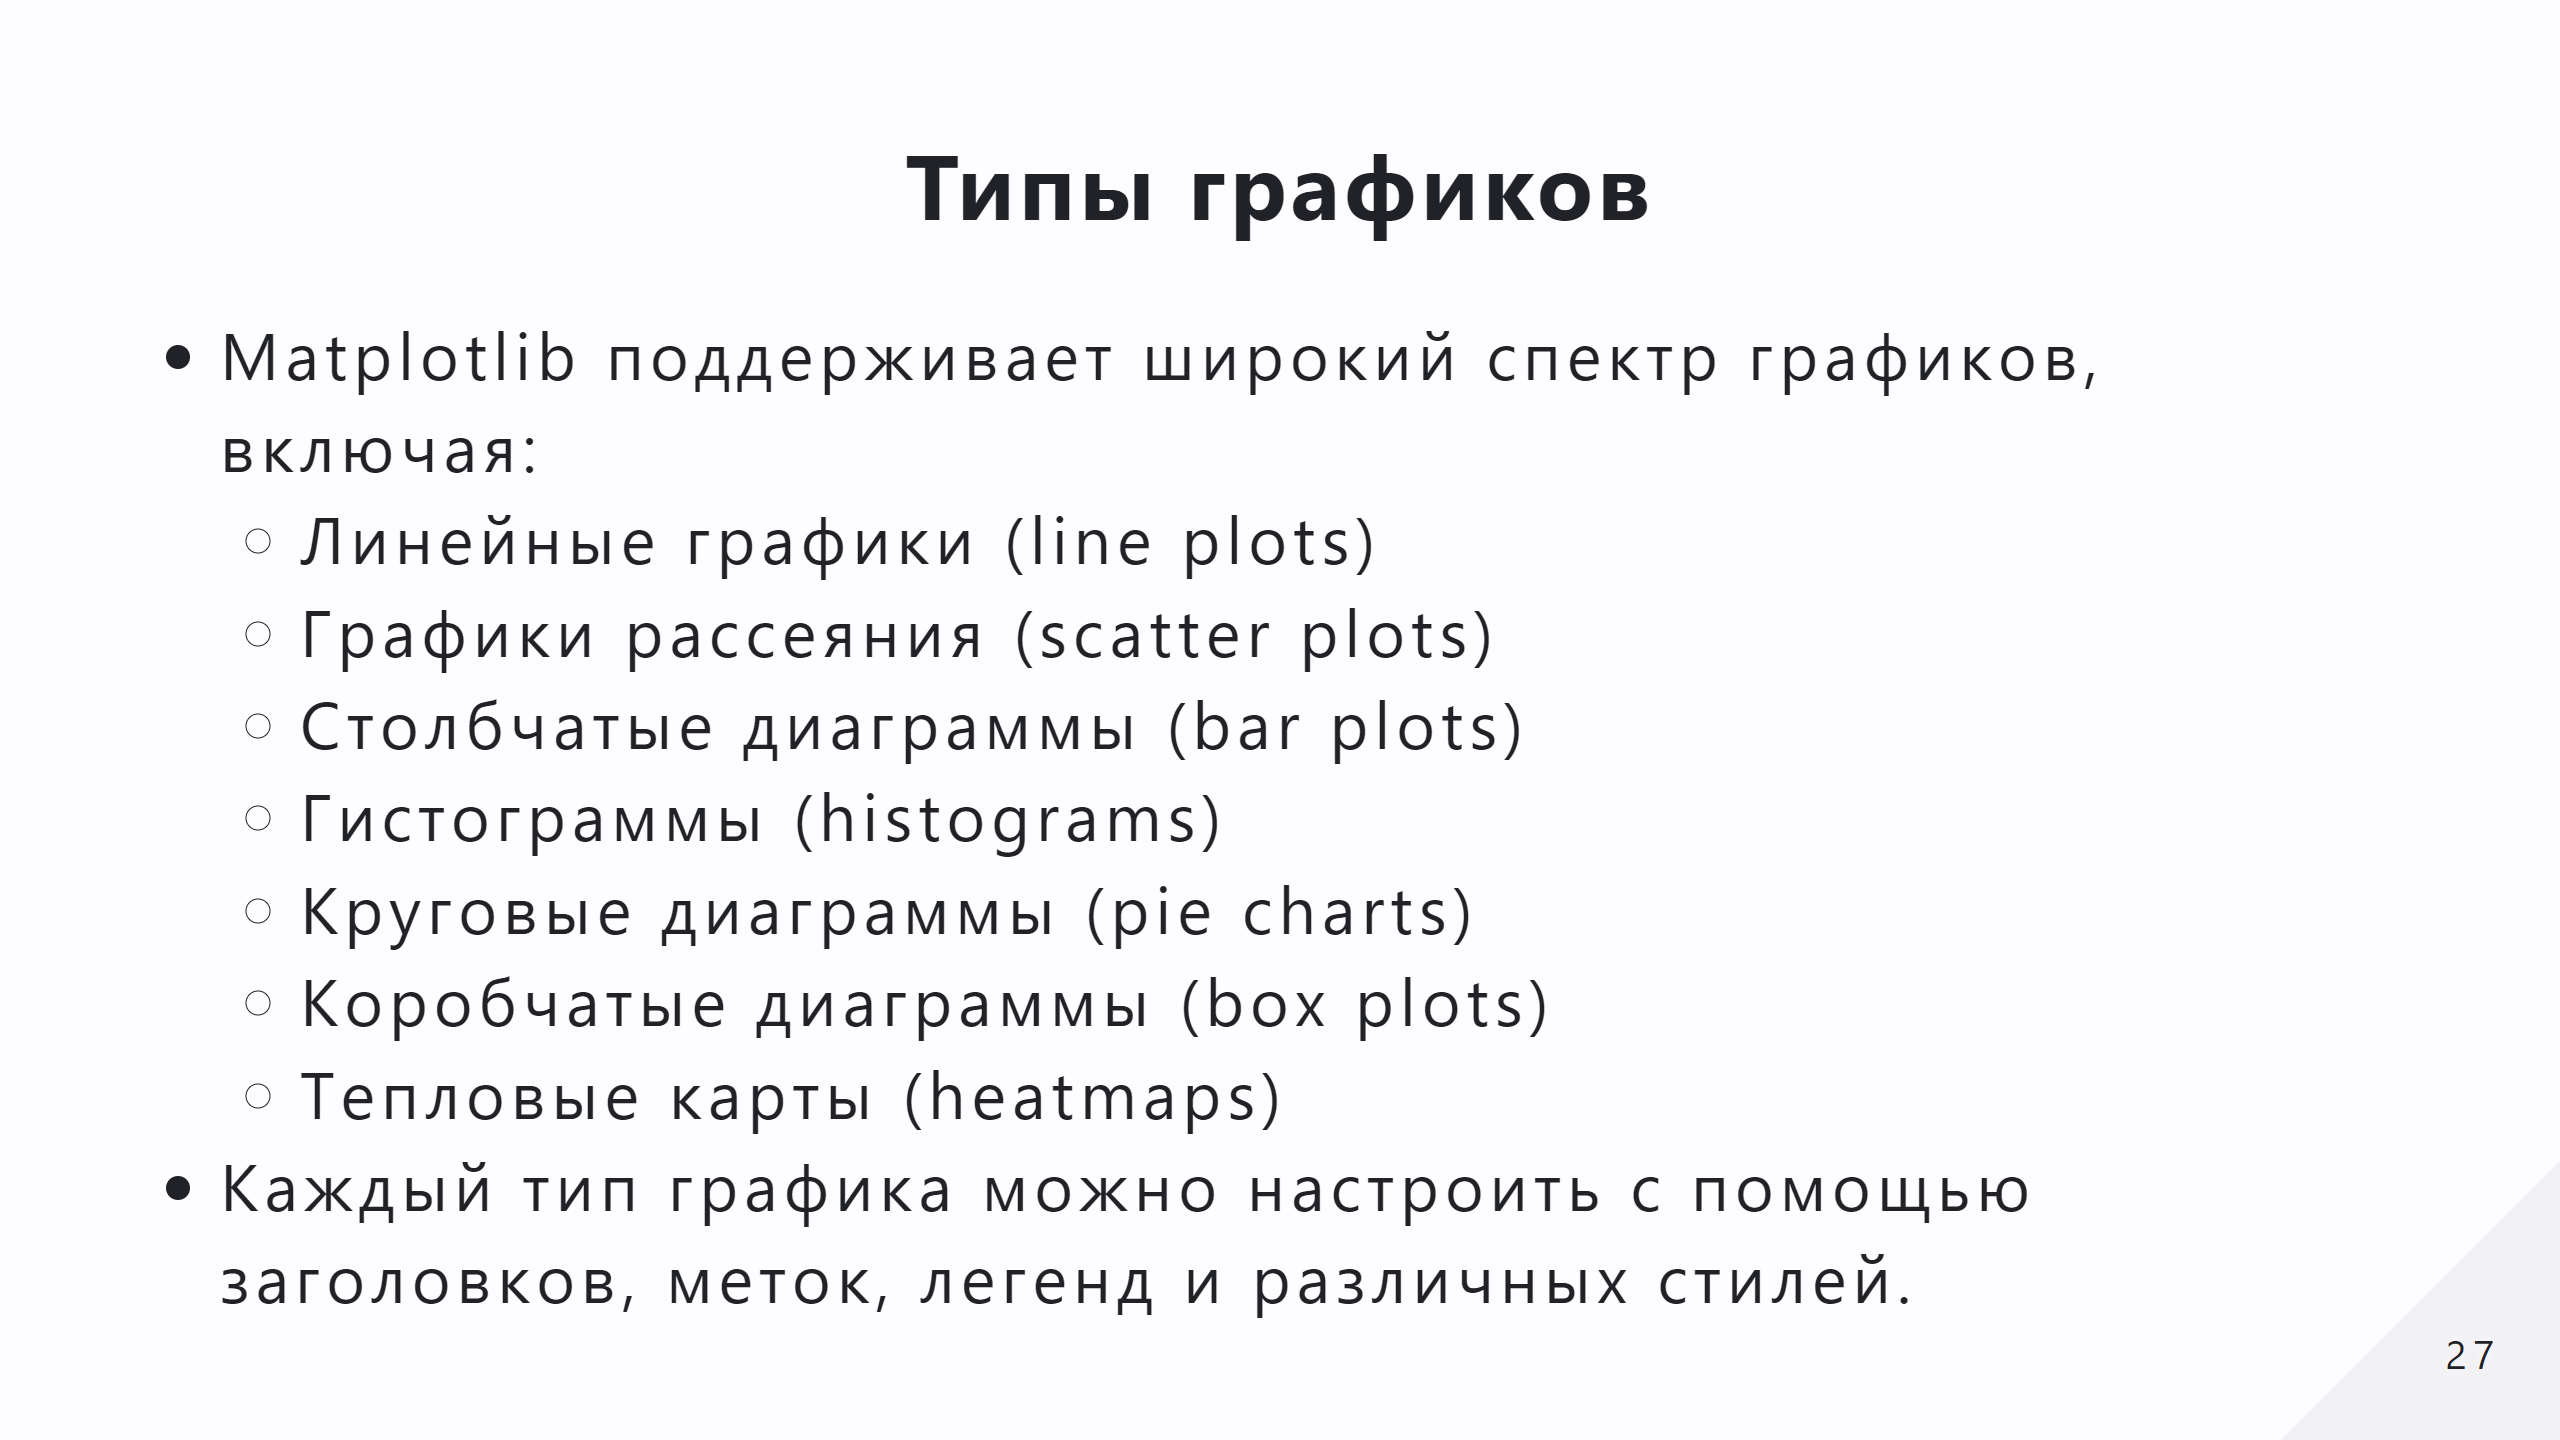 Типы графиков
• Matplotlib поддерживает широкий спектр графиков,
включая:
○ Линейные графики (line plots)
○ Графики рассеяния (scatter plots)
○ Столбчатые диаграммы (bar plots)
○ Гистограммы (histograms)
○ Круговые диаграммы (pie charts)
○ Коробчатые диаграммы (box plots)
○ Тепловые карты (heatmaps)
• Каждый тип графика можно настроить с помощью
заголовков, меток, легенд и различных стилей.
27